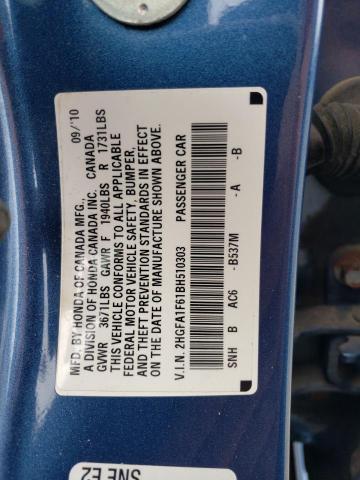 MFD. BY HONDA OF CANADA MFG., 09/'10
A DIVISION OF HONDA CANADA INC. CANADA
GVWR 3671LBS GAWR F 1940LBS R 1731LBS
THIS VEHICLE CONFORMS TO ALL APPLICABLE
FEDERAL MOTOR VEHICLE SAFETY, BUMPER,
AND THEFT PREVENTION STANDARDS IN EFFECT
ON THE DATE OF MANUFACTURE SHOWN ABOVE.
V.I.N. 2HGFA1F61BH510303 PASSENGER CAR
SNH B AC6 -B537M -A -B
SNE E2